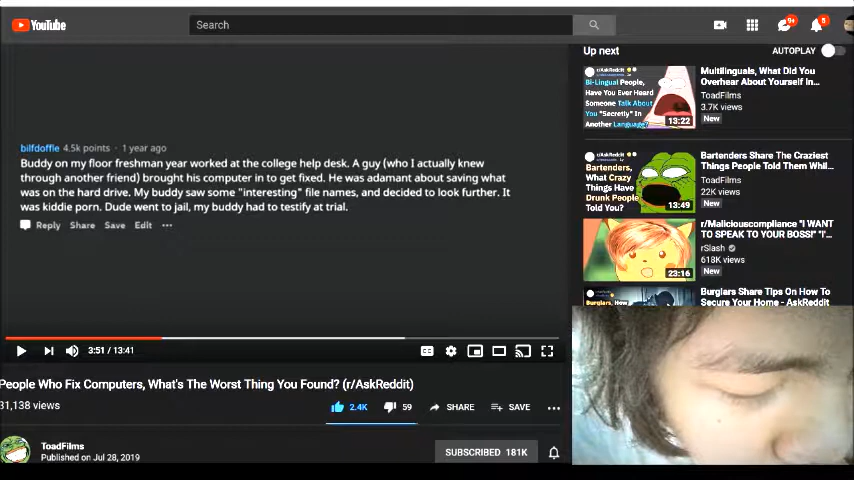 YouTube
Search
9+
6
Up next
AUTOPLAY
bilfdoffle 4.5k points · 1 year ago
Buddy on my floor freshman year worked at the college help desk. A guy (who I actually knew
through another friend) brought his computer in to get fixed. He was adamant about saving what
was on the hard drive. My buddy saw some "interesting" file names, and decided to look further. It
was kiddie porn. Dude went to jail, my buddy had to testify at trial.
Reply Share Save Edit
3:51 / 13:41
People Who Fix Computers, What's The Worst Thing You Found? (r/AskReddit)
31,138 views
2.4K 59 SHARE SAVE
ToadFilms
Published on Jul 28, 2019
SUBSCRIBED 181K
r/AskReddit
Bi-Lingual People,
Have You Ever Heard
Someone Talk About
You "Secretly" In
Another Language?
13:22
Multilinguals, What Did You
Overhear About Yourself In...
ToadFilms
3.7K views
New
r/AskReddit
Bartenders,
What Crazy
Things Have
Drunk People
Told You?
13:49
Bartenders Share The Craziest
Things People Told Them Whil...
ToadFilms
22K views
New
23:16
r/Maliciouscompliance "I WANT
TO SPEAK TO YOUR BOSS!" "I'...
rSlash
618K views
New
Burglars, How
Burglars Share Tips On How To
Secure Your Home - AskReddit